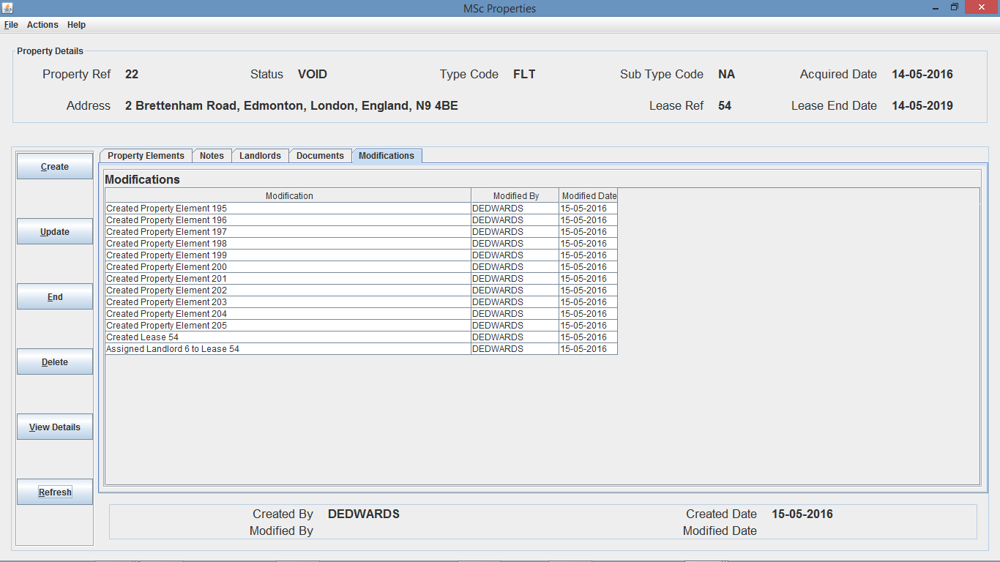 MSc Properties
File Actions Help
Property Details
Property Ref 22 Status VOID Type Code FLT Sub Type Code NA Acquired Date 14-05-2016
Address 2 Brettenham Road, Edmonton, London, England, N9 4BE Lease Ref 54 Lease End Date 14-05-2019
Create
Update
End
Delete
View Details
Refresh
Property Elements Notes Landlords Documents Modifications
Modifications
Modification Modified By Modified Date
Created Property Element 195 DEDWARDS 15-05-2016
Created Property Element 196 DEDWARDS 15-05-2016
Created Property Element 197 DEDWARDS 15-05-2016
Created Property Element 198 DEDWARDS 15-05-2016
Created Property Element 199 DEDWARDS 15-05-2016
Created Property Element 200 DEDWARDS 15-05-2016
Created Property Element 201 DEDWARDS 15-05-2016
Created Property Element 202 DEDWARDS 15-05-2016
Created Property Element 203 DEDWARDS 15-05-2016
Created Property Element 204 DEDWARDS 15-05-2016
Created Property Element 205 DEDWARDS 15-05-2016
Created Lease 54 DEDWARDS 15-05-2016
Assigned Landlord 6 to Lease 54 DEDWARDS 15-05-2016
Created By DEDWARDS Created Date 15-05-2016
Modified By Modified Date